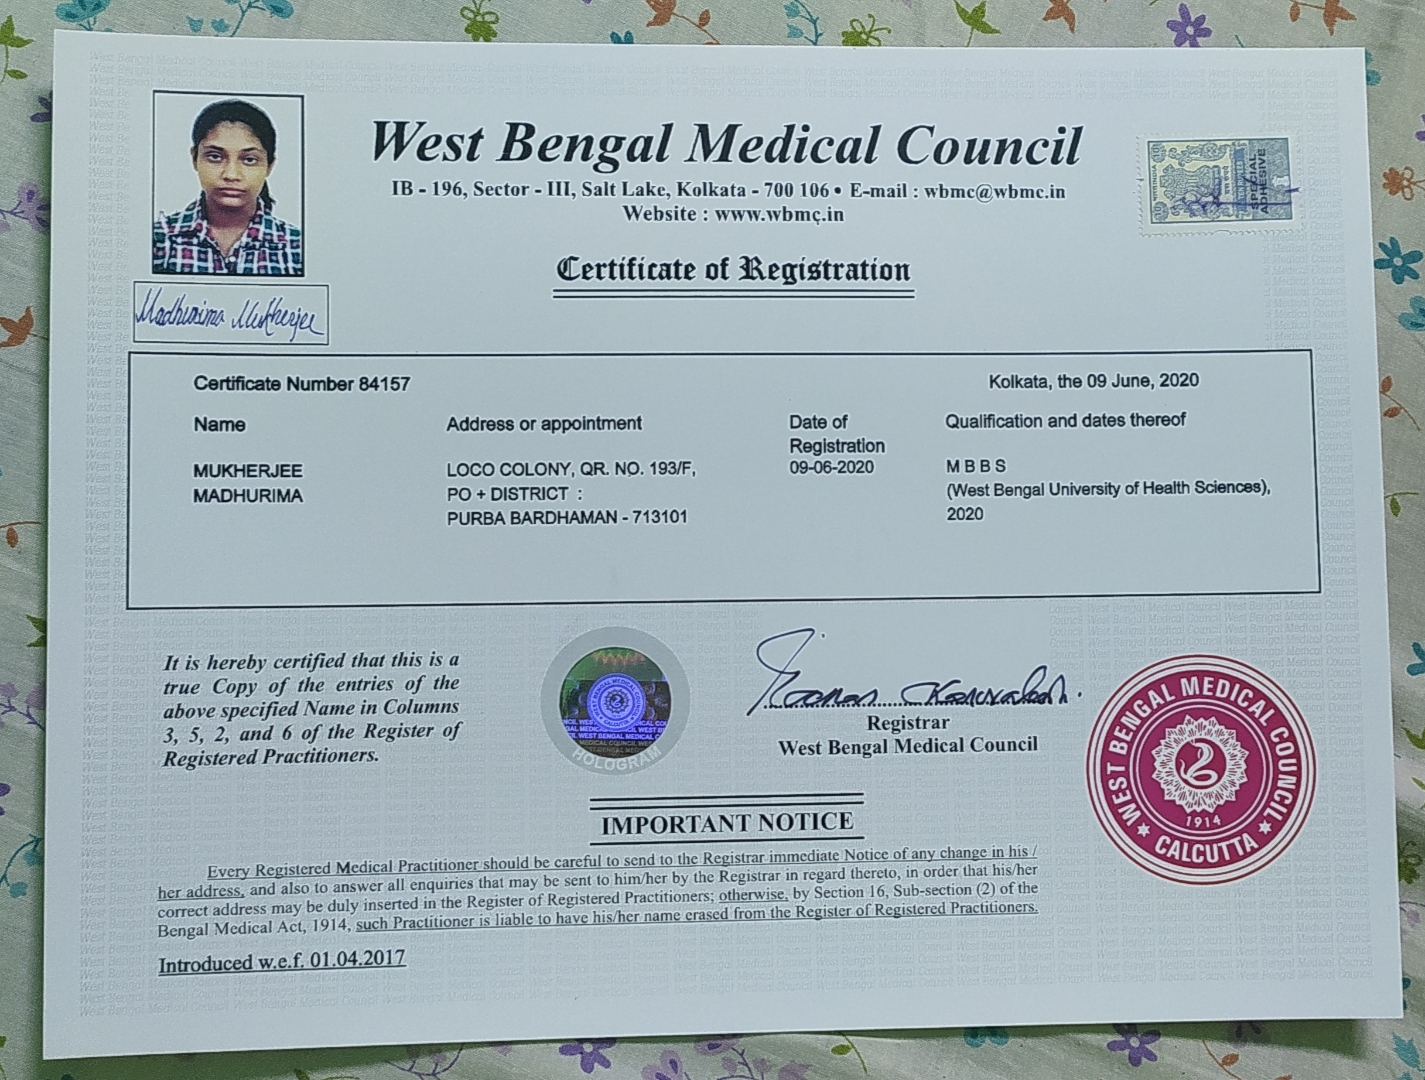 West Bengal Medical Council
IB - 196, Sector - III, Salt Lake, Kolkata - 700 106 • E-mail : wbmc@wbmc.in
Website : www.wbmc.in
SPECIAL
ADHESIVE
Certificate of Registration
Madhurima Mukherjee
Certificate Number 84157
Kolkata, the 09 June, 2020
Name
MUKHERJEE
MADHURIMA
Address or appointment
LOCO COLONY, QR. NO. 193/F,
PO + DISTRICT :
PURBA BARDHAMAN - 713101
Date of
Registration
09-06-2020
Qualification and dates thereof
M B B S
(West Bengal University of Health Sciences),
2020
It is hereby certified that this is a
true Copy of the entries of the
above specified Name in Columns
3, 5, 2, and 6 of the Register of
Registered Practitioners.
HOLOGRAM
Registrar
West Bengal Medical Council
WEST BENGAL MEDICAL COUNCIL
1914
CALCUTTA
IMPORTANT NOTICE
Every Registered Medical Practitioner should be careful to send to the Registrar immediate Notice of any change in his /
her address, and also to answer all enquiries that may be sent to him/her by the Registrar in regard thereto, in order that his/her
correct address may be duly inserted in the Register of Registered Practitioners; otherwise, by Section 16, Sub-section (2) of the
Bengal Medical Act, 1914, such Practitioner is liable to have his/her name erased from the Register of Registered Practitioners.
Introduced w.e.f. 01.04.2017